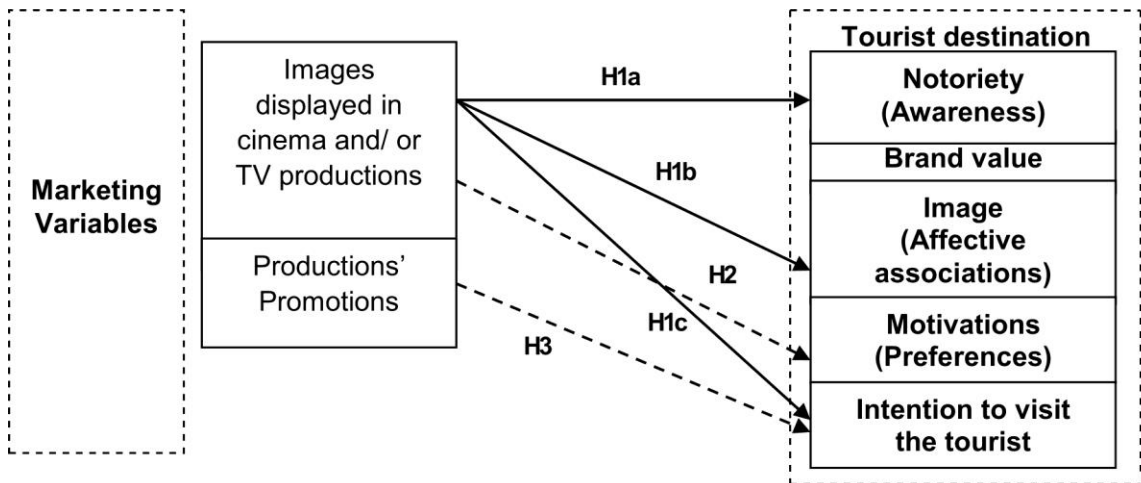 Marketing
Variables
Images
displayed in
cinema and/ or
TV productions
Productions’
Promotions
H1a
H1b
H2
H1c
H3
Tourist destination
Notoriety
(Awareness)
Brand value
Image
(Affective
associations)
Motivations
(Preferences)
Intention to visit
the tourist